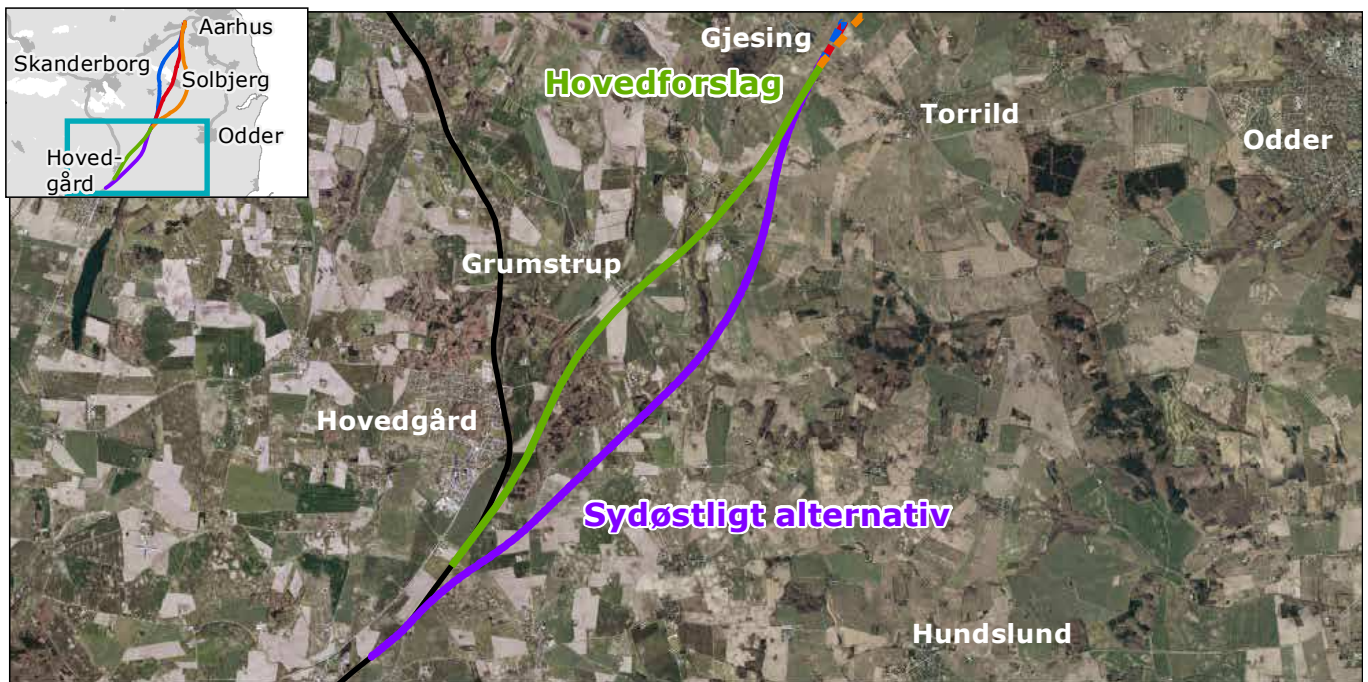 Aarhus
Skanderborg
Solbjerg
Odder
Hoved-
gård
Gjesing
Hovedforslag
Torrild
Odder
Grumstrup
Hovedgård
Sydøstligt alternativ
Hundslund